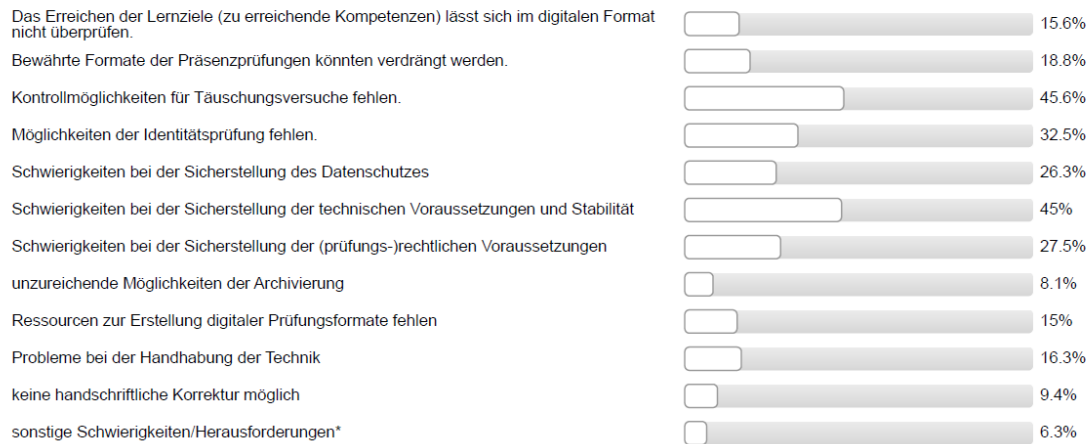 Das Erreichen der Lernziele (zu erreichende Kompetenzen) lässt sich im digitalen Format
nicht überprüfen.
15.6%
Bewährte Formate der Präsenzprüfungen könnten verdrängt werden.
18.8%
Kontrollmöglichkeiten für Täuschungsversuche fehlen.
45.6%
Möglichkeiten der Identitätsprüfung fehlen.
32.5%
Schwierigkeiten bei der Sicherstellung des Datenschutzes
26.3%
Schwierigkeiten bei der Sicherstellung der technischen Voraussetzungen und Stabilität
45%
Schwierigkeiten bei der Sicherstellung der (prüfungs-)rechtlichen Voraussetzungen
27.5%
unzureichende Möglichkeiten der Archivierung
8.1%
Ressourcen zur Erstellung digitaler Prüfungsformate fehlen
15%
Probleme bei der Handhabung der Technik
16.3%
keine handschriftliche Korrektur möglich
9.4%
sonstige Schwierigkeiten/Herausforderungen*
6.3%